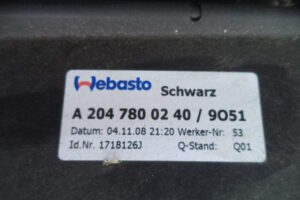 Webasto Schwarz
A 204 780 02 40 / 9O51
Datum: 04.11.08 21:20 Werker-Nr: 53
Id.Nr. 1718126J Q-Stand: Q01